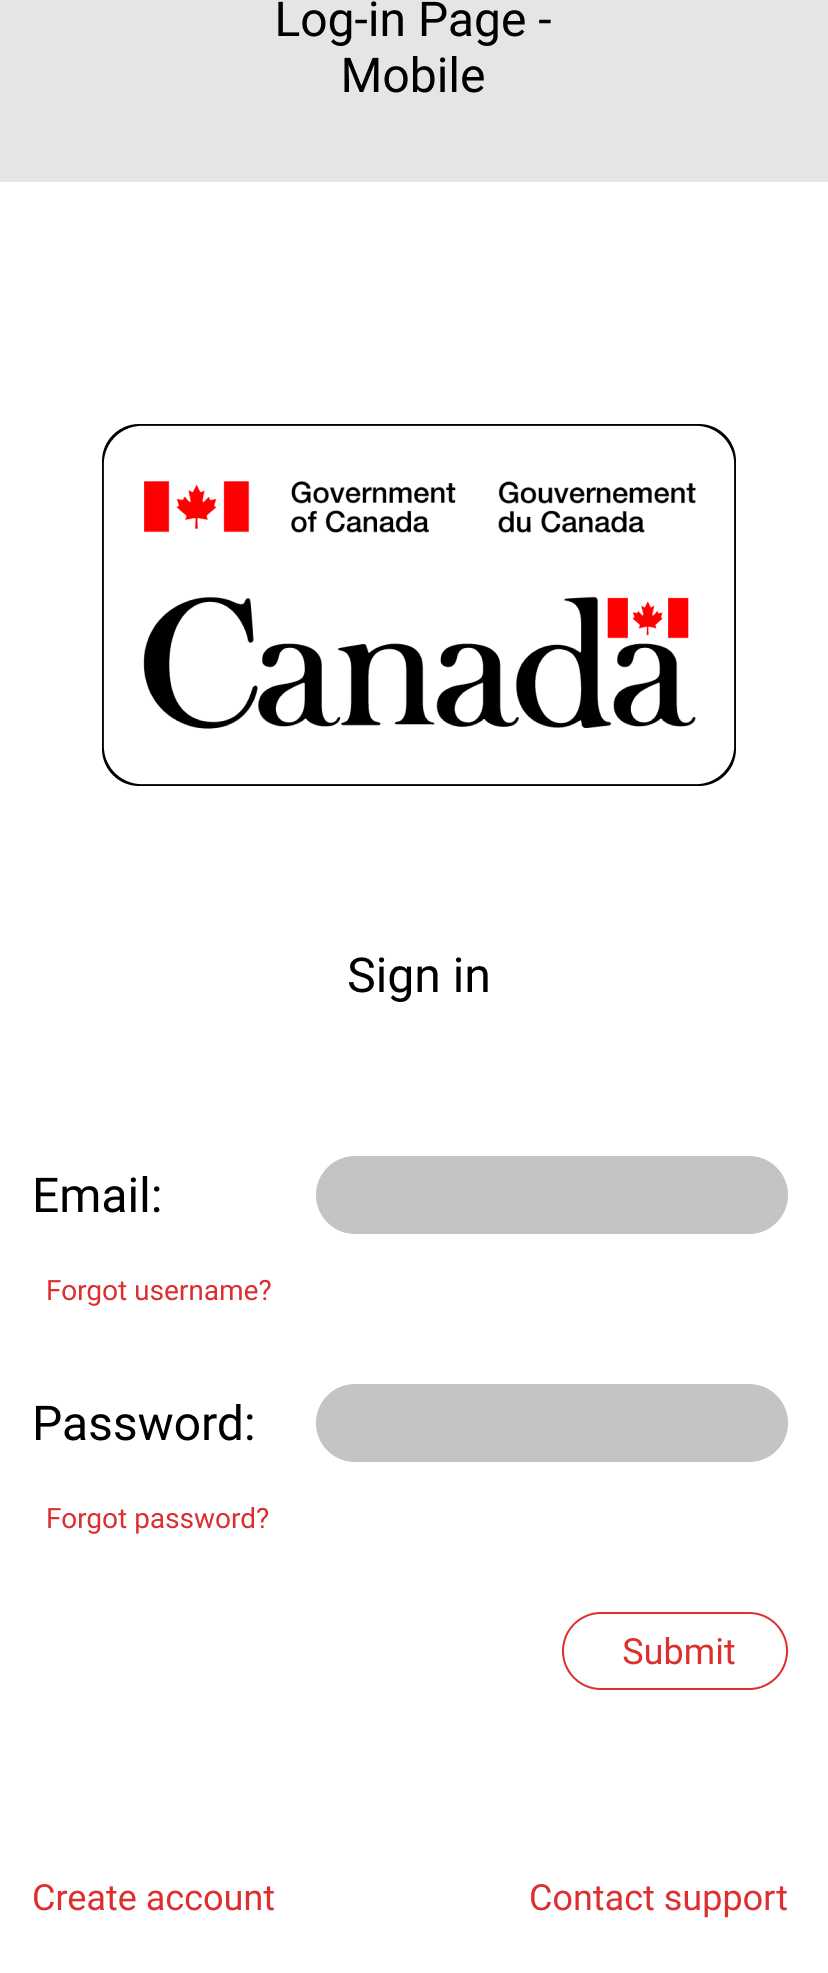 Log-in Page -
Mobile
Government
of Canada
Gouvernement
du Canada
Canada
Sign in
Email:
Forgot username?
Password:
Forgot password?
Submit
Create account
Contact support